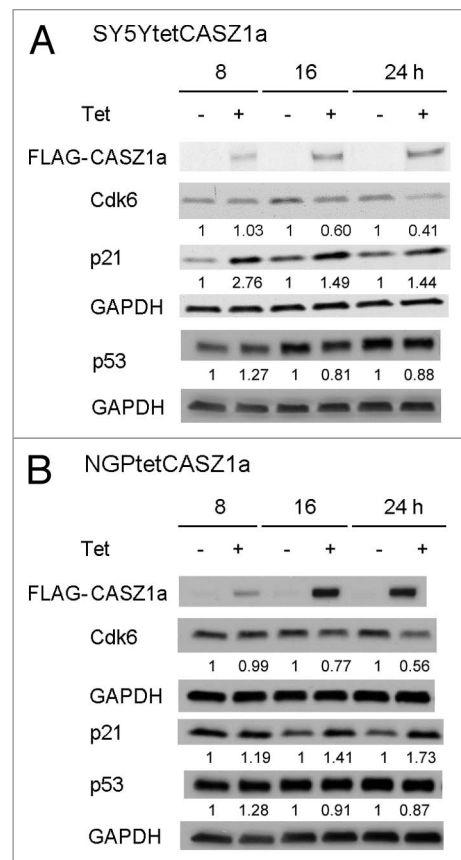 A SY5YtetCASZ1a
8 16 24 h
Tet - + - + - +
FLAG-CASZ1a
Cdk6
1 1.03 1 0.60 1 0.41
p21
1 2.76 1 1.49 1 1.44
GAPDH
p53
1 1.27 1 0.81 1 0.88
GAPDH
B NGPtetCASZ1a
8 16 24 h
Tet - + - + - +
FLAG-CASZ1a
Cdk6
1 0.99 1 0.77 1 0.56
GAPDH
p21
1 1.19 1 1.41 1 1.73
p53
1 1.28 1 0.91 1 0.87
GAPDH